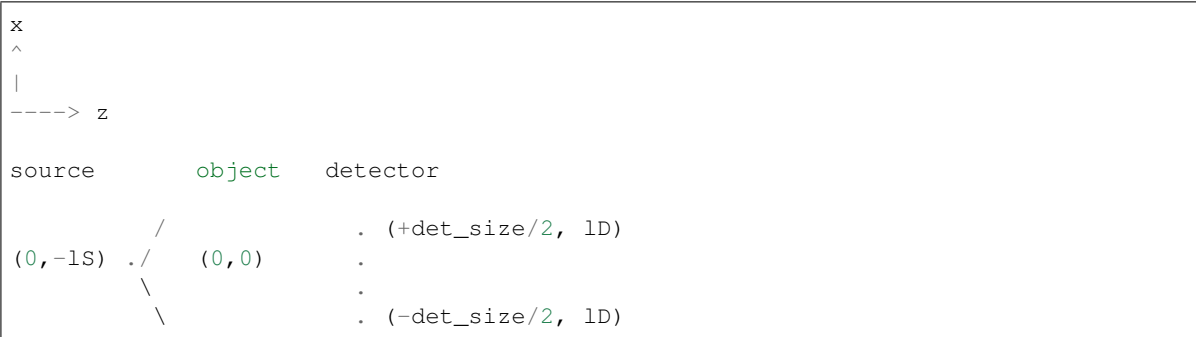 x
^
|
----> z
source object detector
/ . (+det_size/2, lD)
(0,-lS) ./ (0,0) .
\ .
\ . (-det_size/2, lD)